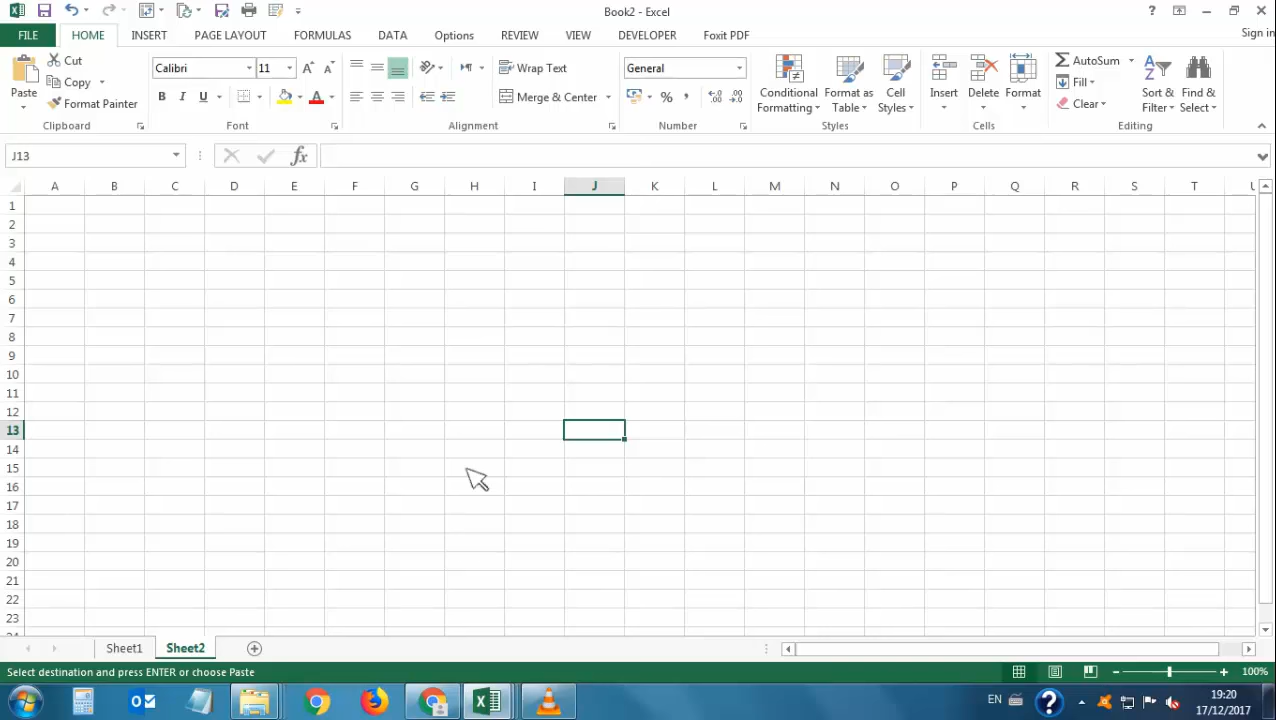 Book2 - Excel
Sign in
FILE HOME INSERT PAGE LAYOUT FORMULAS DATA Options REVIEW VIEW DEVELOPER Foxit PDF
Paste
Cut
Copy
Format Painter
Clipboard
Calibri 11
B I U
Font
Wrap Text
Merge & Center
Alignment
General
%
Number
Conditional Formatting
Format as Table
Cell Styles
Styles
Insert
Delete
Format
Cells
AutoSum
Fill
Clear
Sort & Filter
Find & Select
Editing
J13
fx
A B C D E F G H I J K L M N O P Q R S T U
1
2
3
4
5
6
7
8
9
10
11
12
13
14
15
16
17
18
19
20
21
22
23
24
Sheet1 Sheet2
Select destination and press ENTER or choose Paste
100%
EN
19:20
17/12/2017